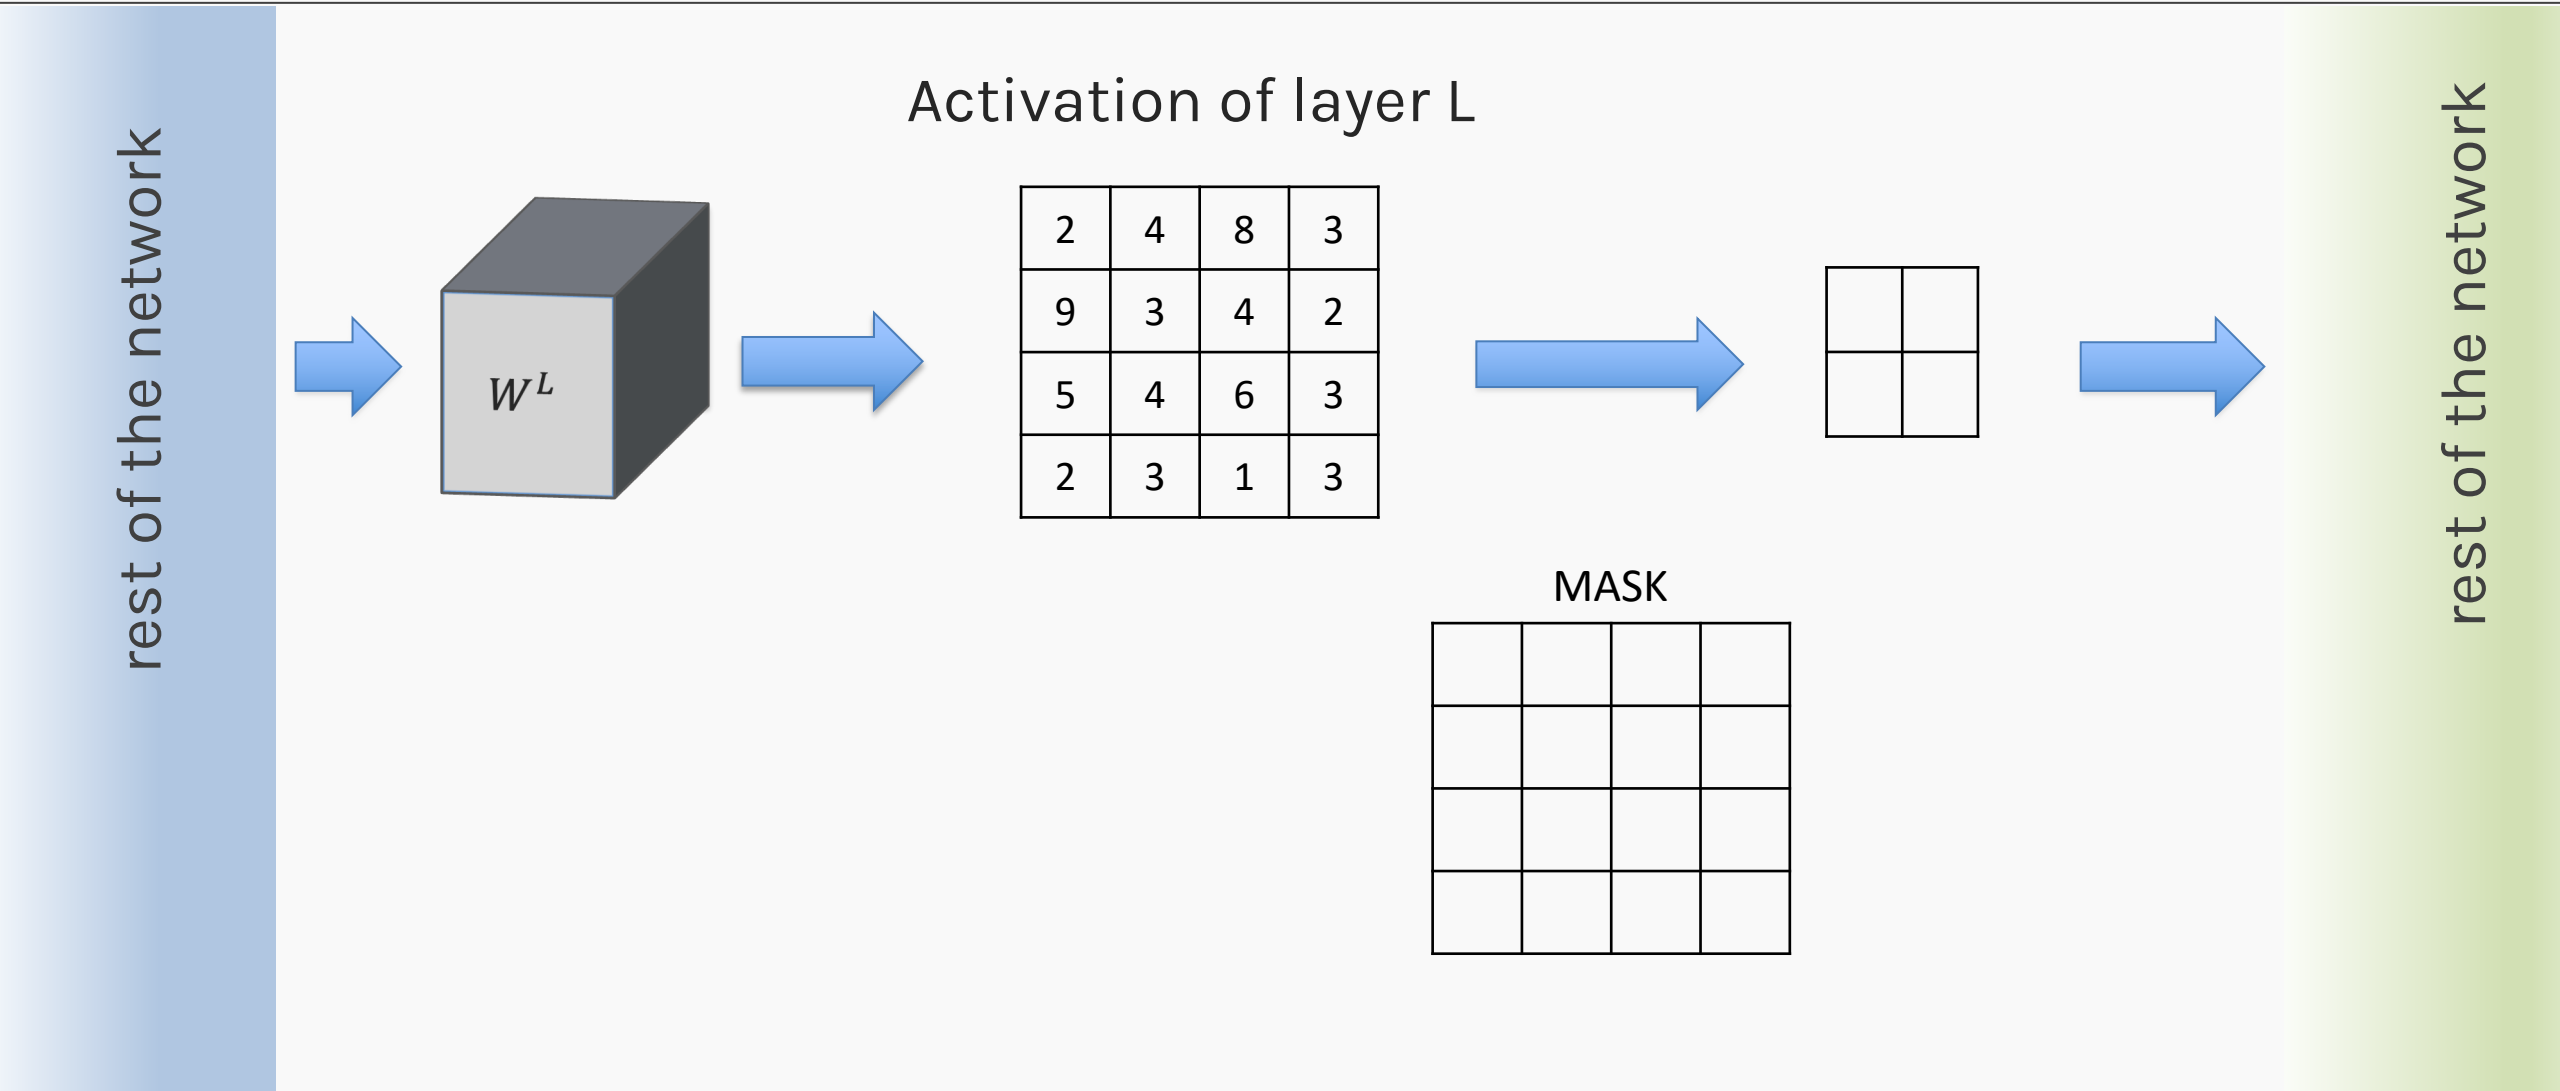 rest of the network
Activation of layer L
W^L
2 4 8 3
9 3 4 2
5 4 6 3
2 3 1 3
MASK
rest of the network